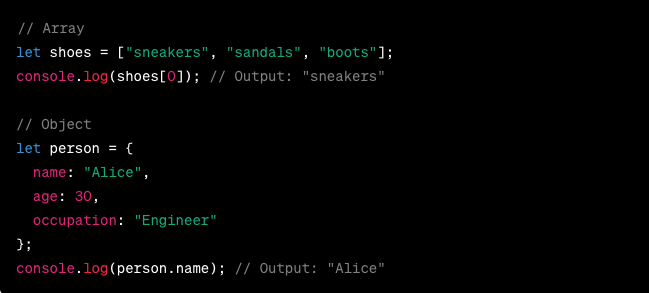 // Array
let shoes = ["sneakers", "sandals", "boots"];
console.log(shoes[0]); // Output: "sneakers"
// Object
let person = {
name: "Alice",
age: 30,
occupation: "Engineer"
};
console.log(person.name); // Output: "Alice"